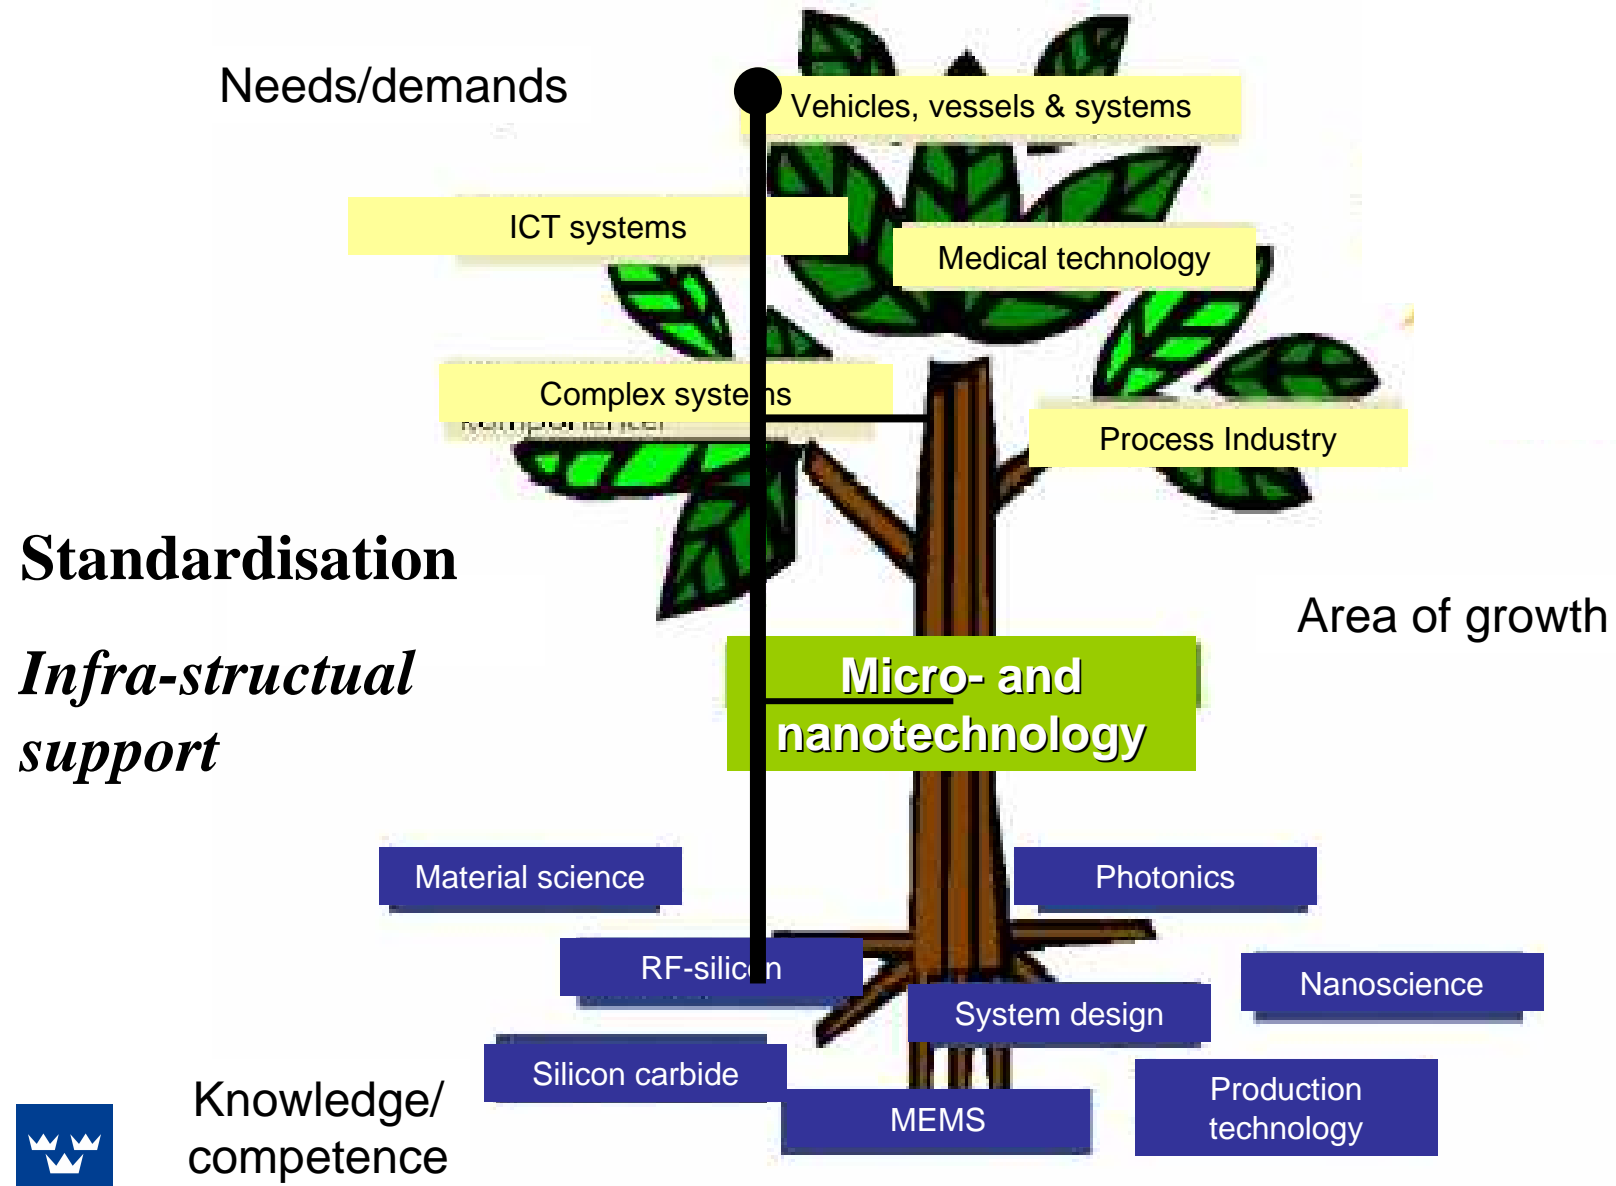 Needs/demands
Vehicles, vessels & systems
ICT systems
Medical technology
Complex systems
Process Industry
Standardisation
Area of growth
Infra-structual
support
Micro- and
nanotechnology
Material science
Photonics
RF-silicon
Nanoscience
System design
Silicon carbide
Production
technology
MEMS
Knowledge/
competence